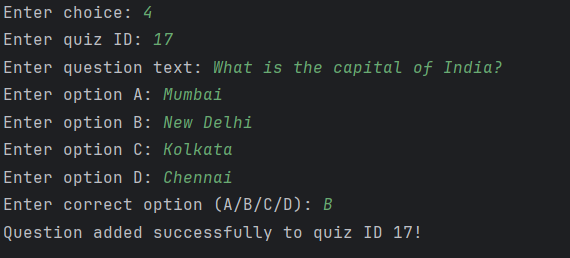 Enter choice: 4
Enter quiz ID: 17
Enter question text: What is the capital of India?
Enter option A: Mumbai
Enter option B: New Delhi
Enter option C: Kolkata
Enter option D: Chennai
Enter correct option (A/B/C/D): B
Question added successfully to quiz ID 17!